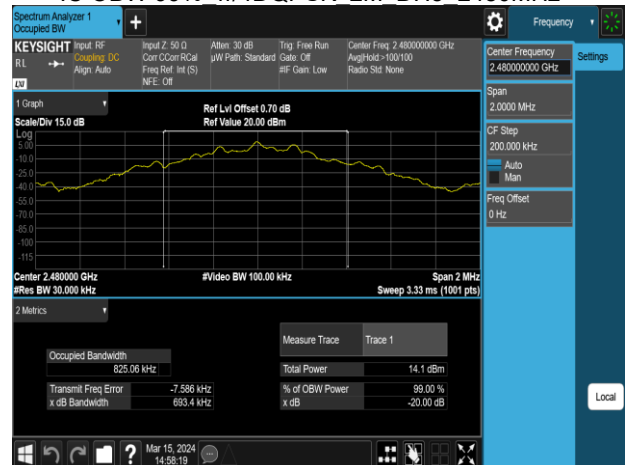 Spectrum Analyzer 1
Occupied BW
Frequency
KEYSIGHT
RL
LXI
Input: RF
Coupling: DC
Align: Auto
Input Z: 50 Ω
Corr CCorr RCal
Freq Ref: Int (S)
NFE: Off
Atten: 30 dB
µW Path: Standard
Trig: Free Run
Gate: Off
#IF Gain: Low
Center Freq: 2.480000000 GHz
Avg|Hold:>100/100
Radio Std: None
Center Frequency
2.480000000 GHz
Settings
Span
2.0000 MHz
CF Step
200.000 kHz
Auto
Man
Freq Offset
0 Hz
1 Graph
Scale/Div 15.0 dB
Ref Lvl Offset 0.70 dB
Ref Value 20.00 dBm
Log
5.00
-10.0
-25.0
-40.0
-55.0
-70.0
-85.0
-100
-115
Center 2.480000 GHz
#Res BW 30.000 kHz
#Video BW 100.00 kHz
Span 2 MHz
Sweep 3.33 ms (1001 pts)
2 Metrics
Measure Trace Trace 1
Occupied Bandwidth
825.06 kHz
Total Power 14.1 dBm
Transmit Freq Error -7.586 kHz
% of OBW Power 99.00 %
x dB Bandwidth 693.4 kHz
x dB -20.00 dB
Local
Mar 15, 2024
14:58:19